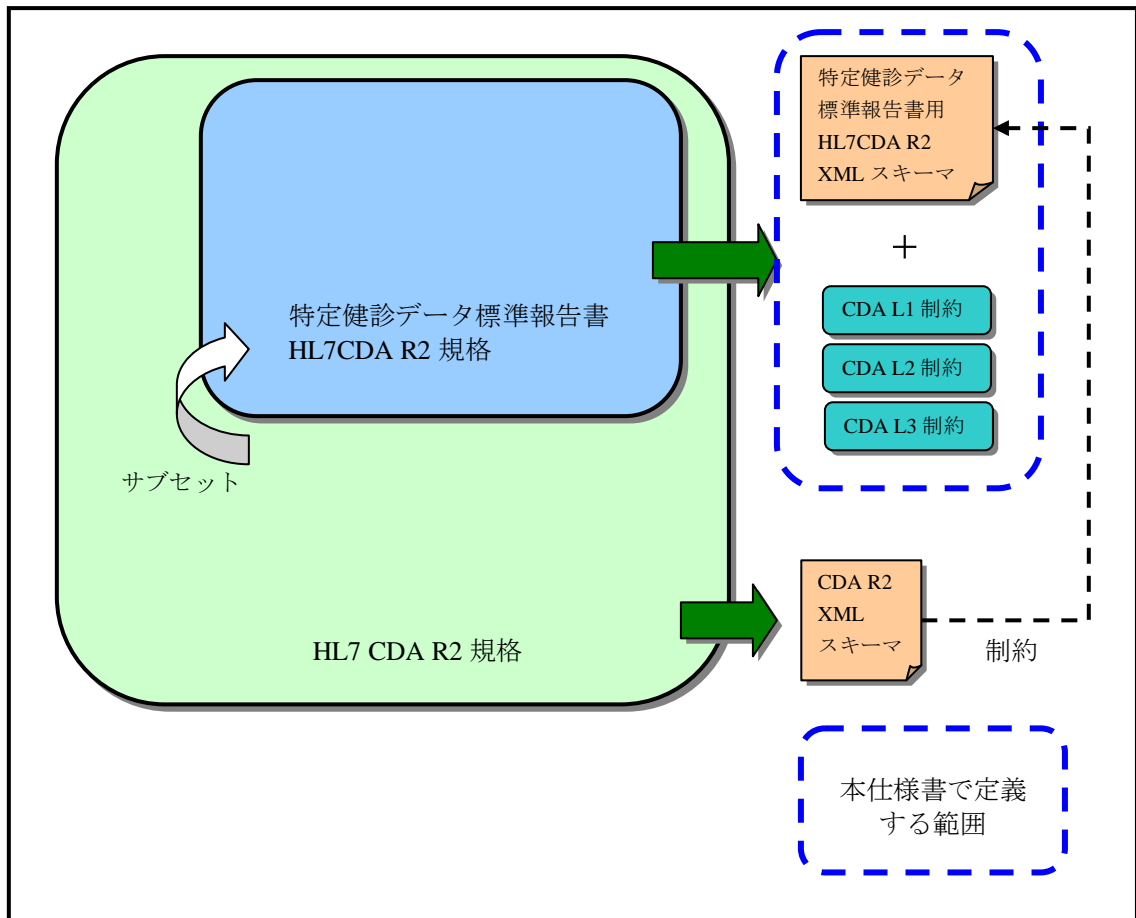 特定健診データ標準報告書
HL7CDA R2 規格
サブセット
HL7 CDA R2 規格
特定健診データ
標準報告書用
HL7CDA R2
XML スキーマ
＋
CDA L1 制約
CDA L2 制約
CDA L3 制約
CDA R2
XML
スキーマ
制約
本仕様書で定義
する範囲